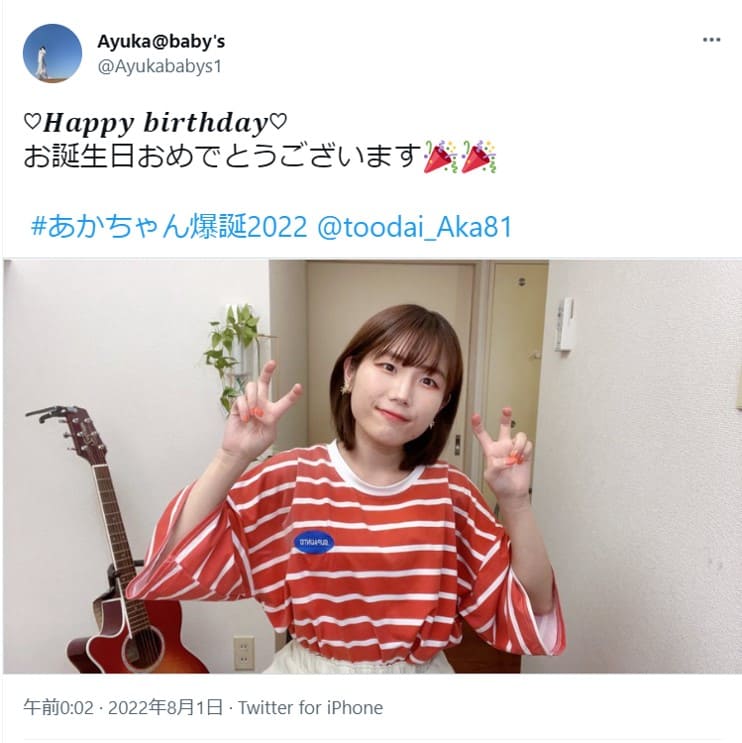 Ayuka@baby's
@Ayukababys1
♡Happy birthday♡
お誕生日おめでとうございます🎉🎉
#あかちゃん爆誕2022 @toodai_Aka81
午前0:02 · 2022年8月1日 · Twitter for iPhone